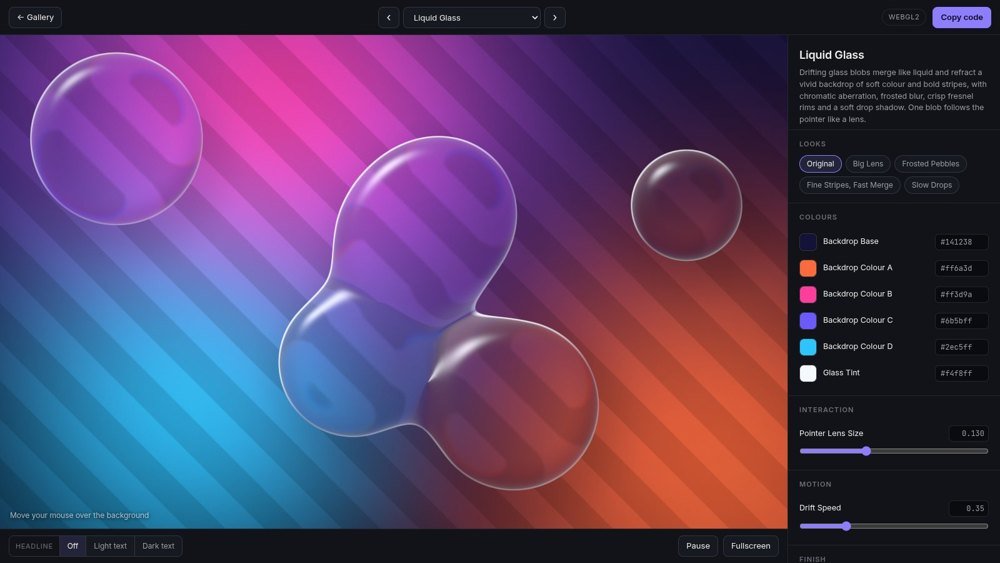 ← Gallery
Liquid Glass
WEBGL2
Copy code
Liquid Glass
Drifting glass blobs merge like liquid and refract a
vivid backdrop of soft colour and bold stripes, with
chromatic aberration, frosted blur, crisp fresnel
rims and a soft drop shadow. One blob follows the
pointer like a lens.
LOOKS
Original
Big Lens
Frosted Pebbles
Fine Stripes, Fast Merge
Slow Drops
COLOURS
Backdrop Base #141238
Backdrop Colour A #ff6a3d
Backdrop Colour B #ff3d9a
Backdrop Colour C #6b5bff
Backdrop Colour D #2ec5ff
Glass Tint #f4f8ff
INTERACTION
Pointer Lens Size 0.130
MOTION
Drift Speed 0.35
FINISH
Move your mouse over the background
HEADLINE
Off
Light text
Dark text
Pause
Fullscreen